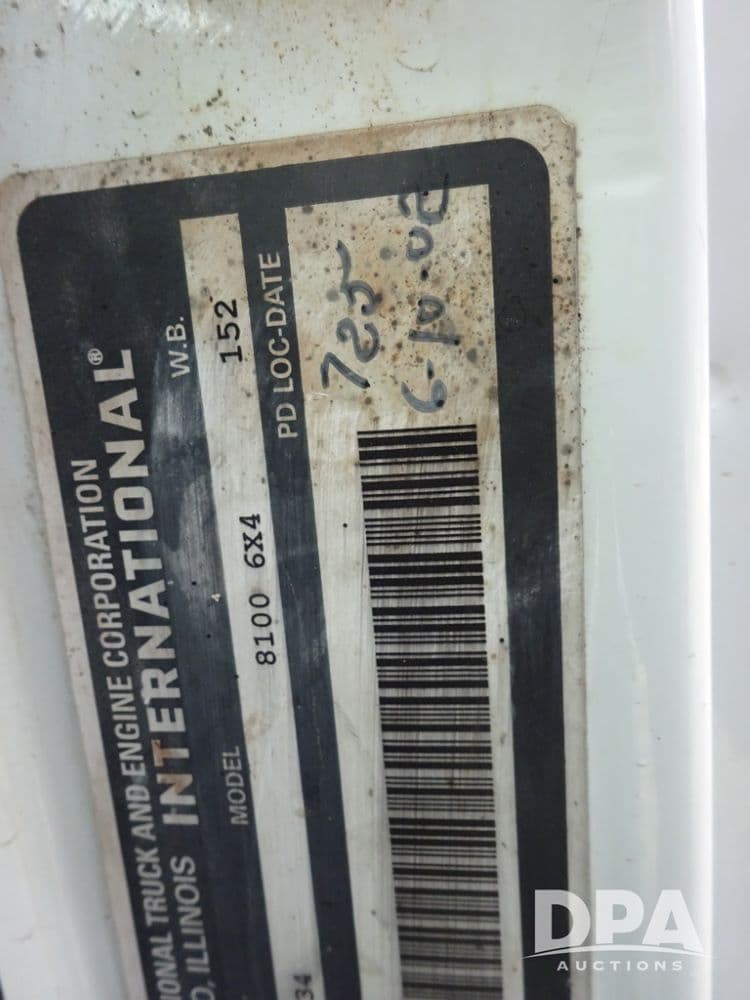 IONAL TRUCK AND ENGINE CORPORATION
ILLINOIS INTERNATIONAL®
MODEL W.B.
8100 6X4 152
PD LOC-DATE
725
6-10-02
34
DPA
AUCTIONS